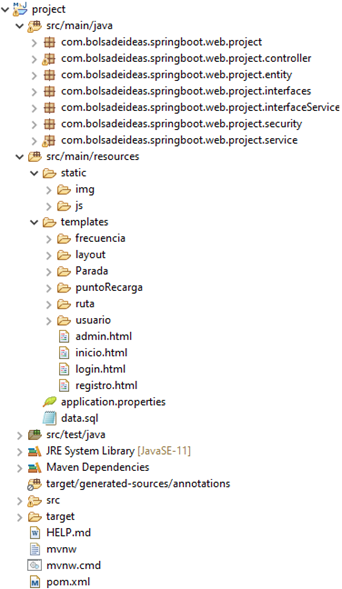 project
src/main/java
com.bolsadeideas.springboot.web.project
com.bolsadeideas.springboot.web.project.controller
com.bolsadeideas.springboot.web.project.entity
com.bolsadeideas.springboot.web.project.interfaces
com.bolsadeideas.springboot.web.project.interfaceService
com.bolsadeideas.springboot.web.project.security
com.bolsadeideas.springboot.web.project.service
src/main/resources
static
img
js
templates
frecuencia
layout
Parada
puntoRecarga
ruta
usuario
admin.html
inicio.html
login.html
registro.html
application.properties
data.sql
src/test/java
JRE System Library [JavaSE-11]
Maven Dependencies
target/generated-sources/annotations
src
target
HELP.md
mvnw
mvnw.cmd
pom.xml